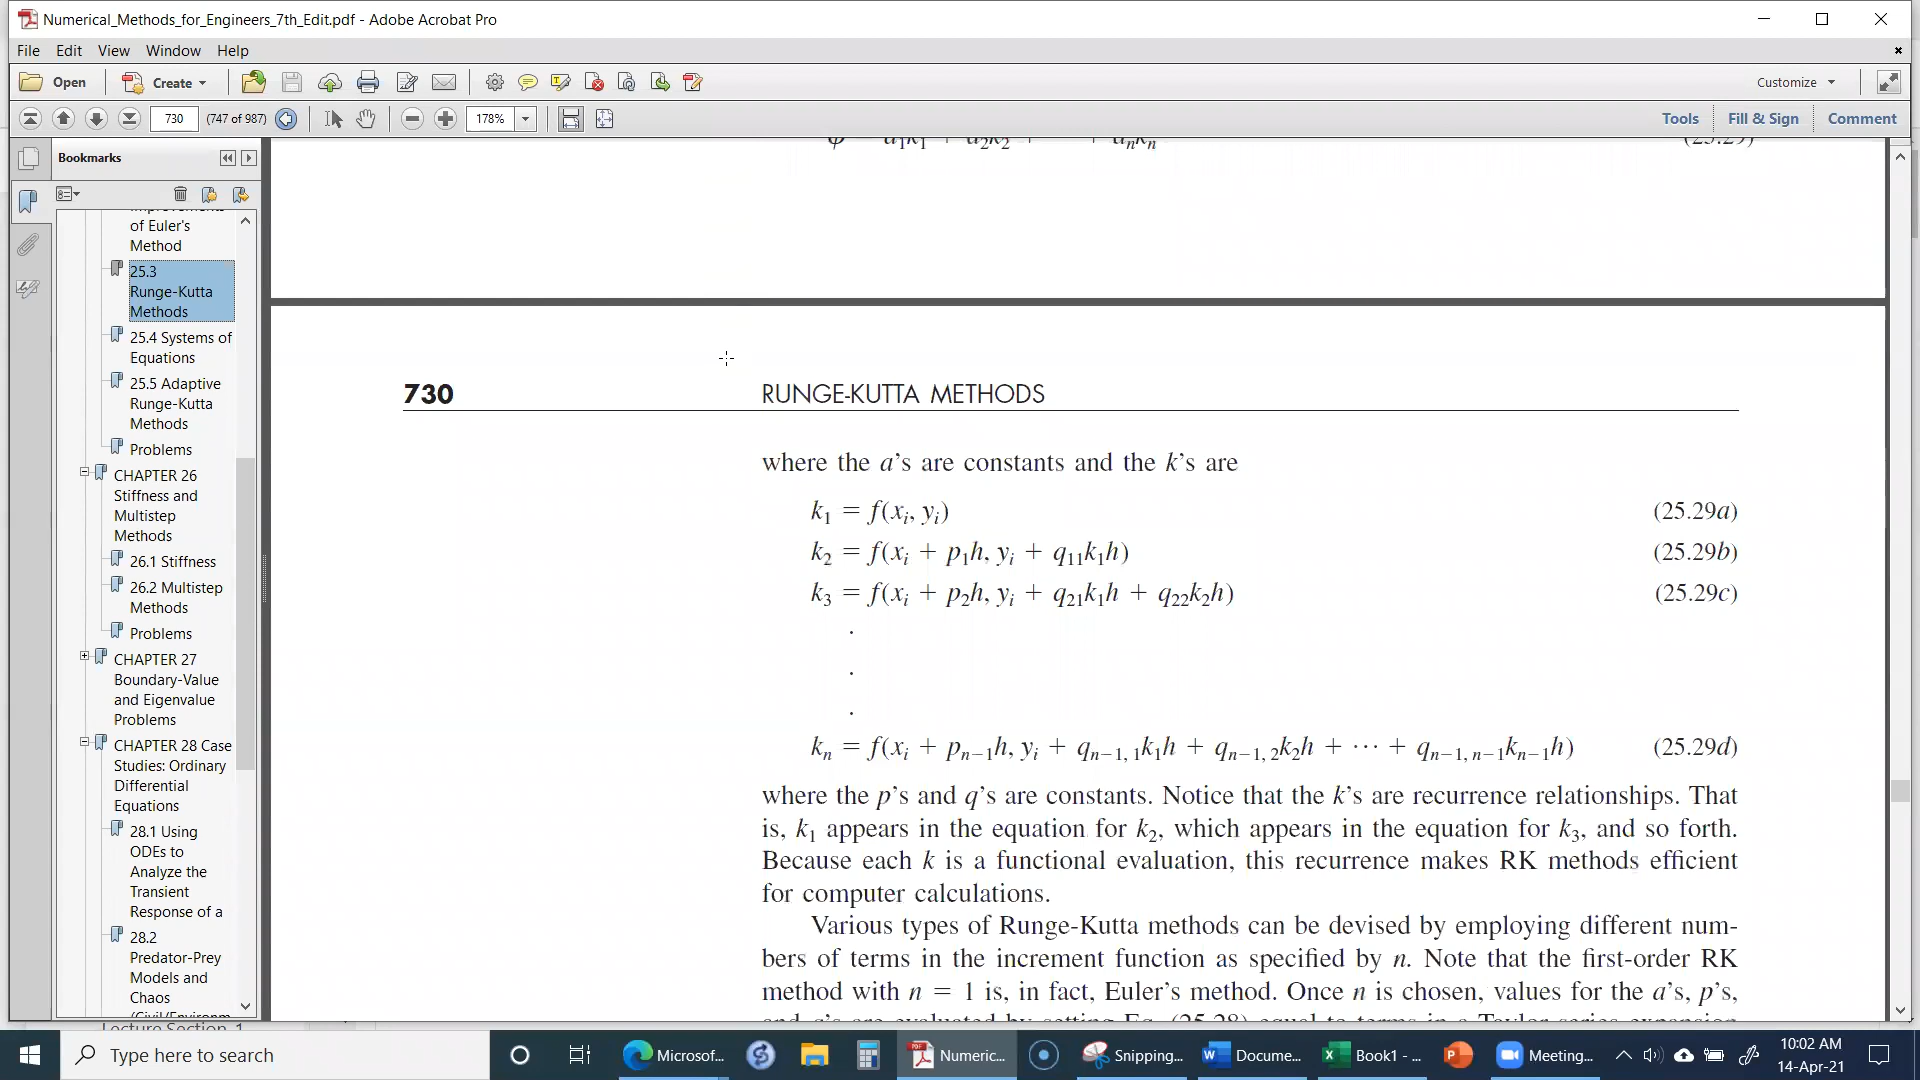 Numerical_Methods_for_Engineers_7th_Edit.pdf - Adobe Acrobat Pro
File Edit View Window Help
Open Create Customize
730 (747 of 987) 178% Tools Fill & Sign Comment
Bookmarks
of Euler's
Method
25.3
Runge-Kutta
Methods
25.4 Systems of
Equations
25.5 Adaptive
Runge-Kutta
Methods
Problems
CHAPTER 26
Stiffness and
Multistep
Methods
26.1 Stiffness
26.2 Multistep
Methods
Problems
CHAPTER 27
Boundary-Value
and Eigenvalue
Problems
CHAPTER 28 Case
Studies: Ordinary
Differential
Equations
28.1 Using
ODEs to
Analyze the
Transient
Response of a
28.2
Predator-Prey
Models and
Chaos
730 RUNGE-KUTTA METHODS
where the a's are constants and the k's are
k₁ = f(xᵢ, yᵢ) (25.29a)
k₂ = f(xᵢ + p₁h, yᵢ + q₁₁k₁h) (25.29b)
k₃ = f(xᵢ + p₂h, yᵢ + q₂₁k₁h + q₂₂k₂h) (25.29c)
.
.
.
kₙ = f(xᵢ + pₙ₋₁h, yᵢ + qₙ₋₁,₁k₁h + qₙ₋₁,₂k₂h + ⋯ + qₙ₋₁,ₙ₋₁kₙ₋₁h) (25.29d)
where the p's and q's are constants. Notice that the k's are recurrence relationships. That
is, k₁ appears in the equation for k₂, which appears in the equation for k₃, and so forth.
Because each k is a functional evaluation, this recurrence makes RK methods efficient
for computer calculations.
Various types of Runge-Kutta methods can be devised by employing different num-
bers of terms in the increment function as specified by n. Note that the first-order RK
method with n = 1 is, in fact, Euler's method. Once n is chosen, values for the a's, p's,
Type here to search
Microsof...
Numeric...
Snipping...
Docume...
Book1 - ...
Meeting...
10:02 AM
14-Apr-21